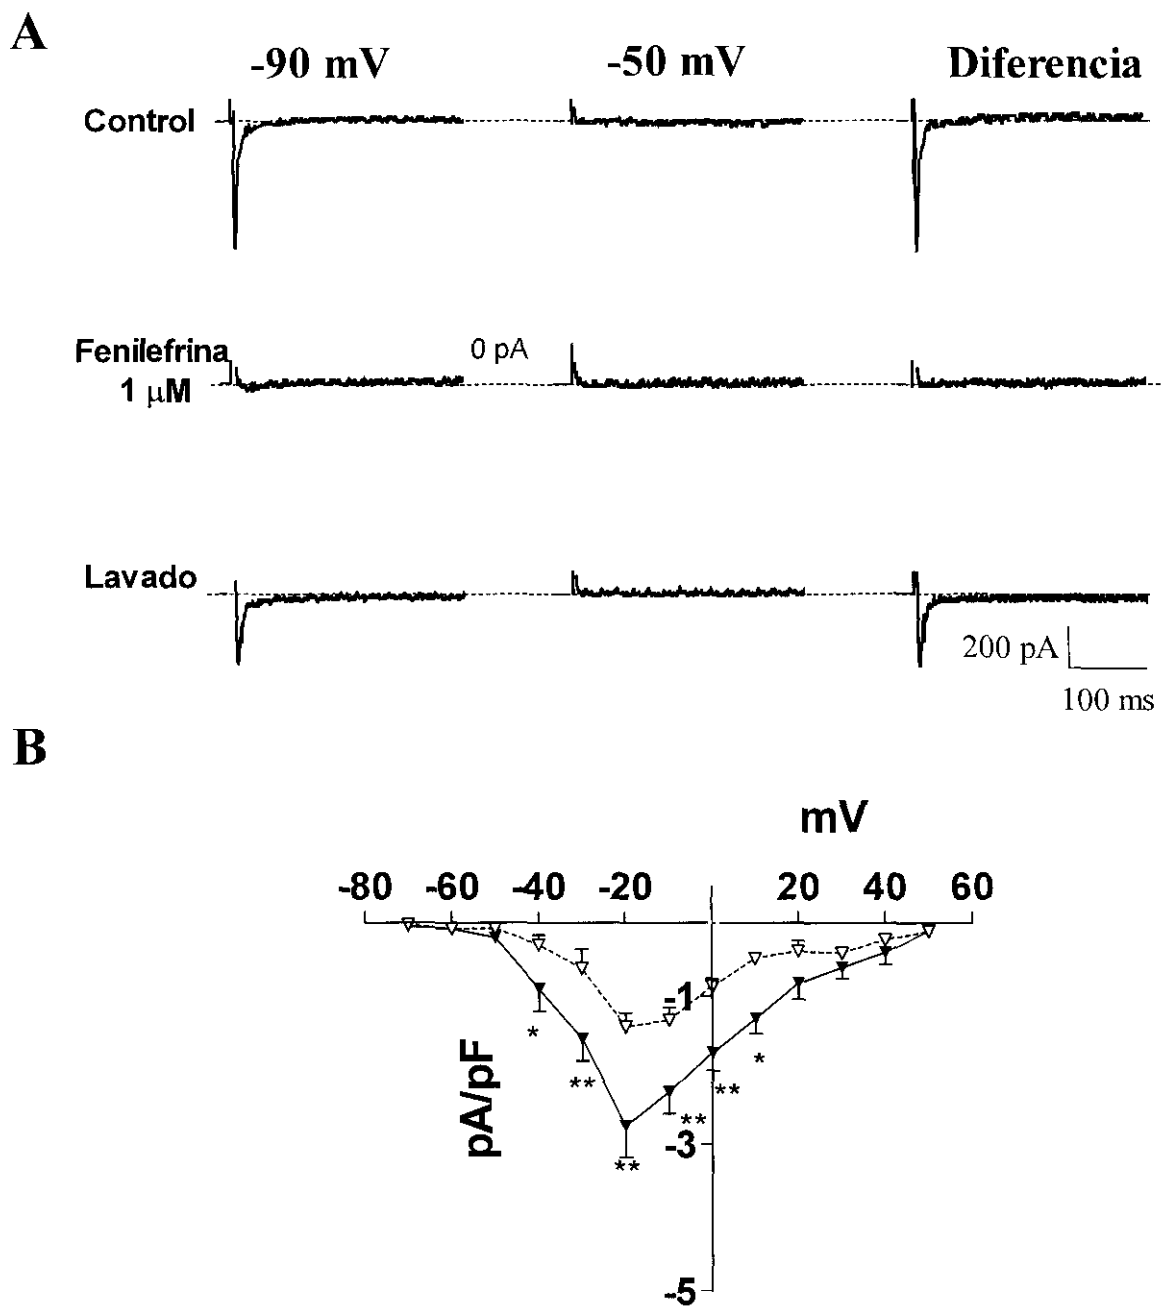 A
-90 mV
-50 mV
Diferencia
Control
Fenilefrina
1 μM
0 pA
Lavado
200 pA
100 ms
B
mV
-80 -60 -40 -20 20 40 60
-1
*
**
**
**
**
*
pA/pF
-3
-5